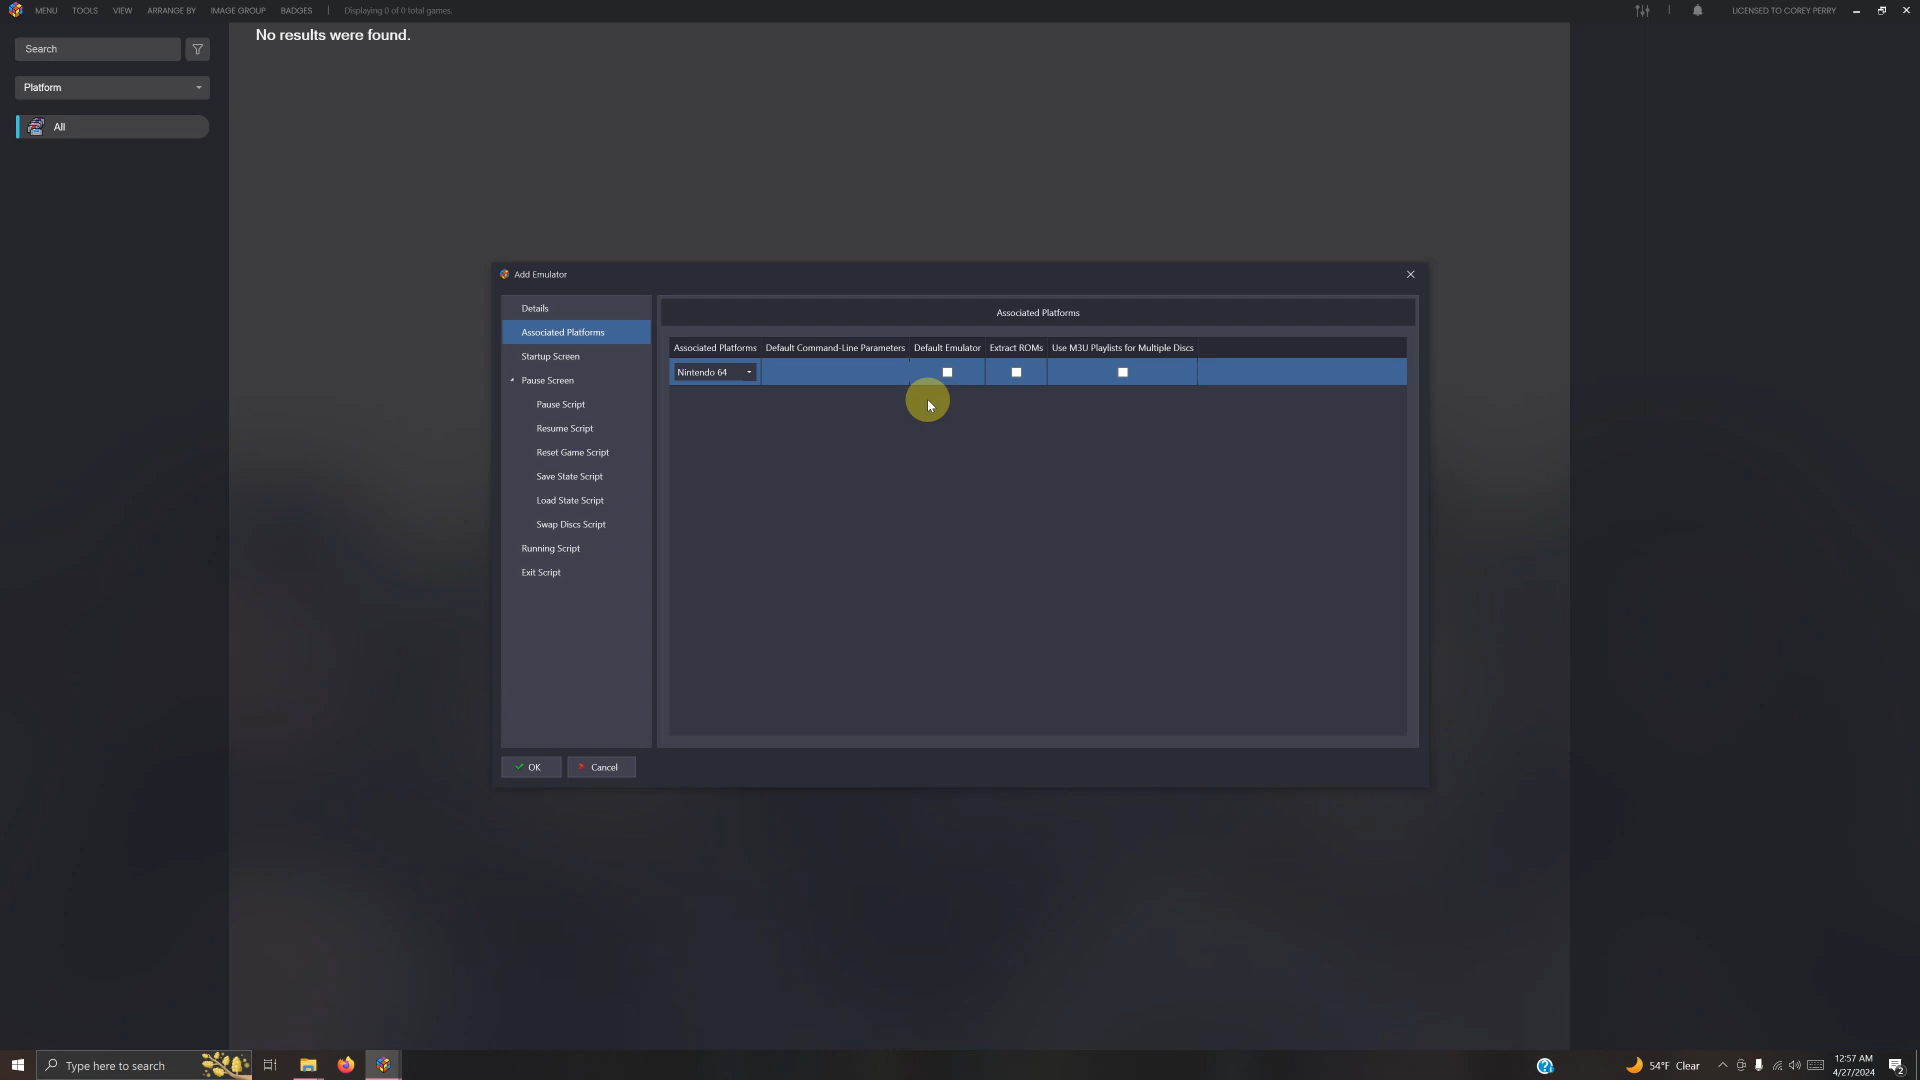 MENU TOOLS VIEW ARRANGE BY IMAGE GROUP BADGES | Displaying 0 of 0 total games. LICENSED TO COREY PERRY
Search
No results were found.
Platform
All
Add Emulator
Details
Associated Platforms
Startup Screen
Pause Screen
Pause Script
Resume Script
Reset Game Script
Save State Script
Load State Script
Swap Discs Script
Running Script
Exit Script
Associated Platforms
Associated Platforms Default Command-Line Parameters Default Emulator Extract ROMs Use M3U Playlists for Multiple Discs
Nintendo 64
OK Cancel
Type here to search
54°F Clear
12:57 AM
4/27/2024
2